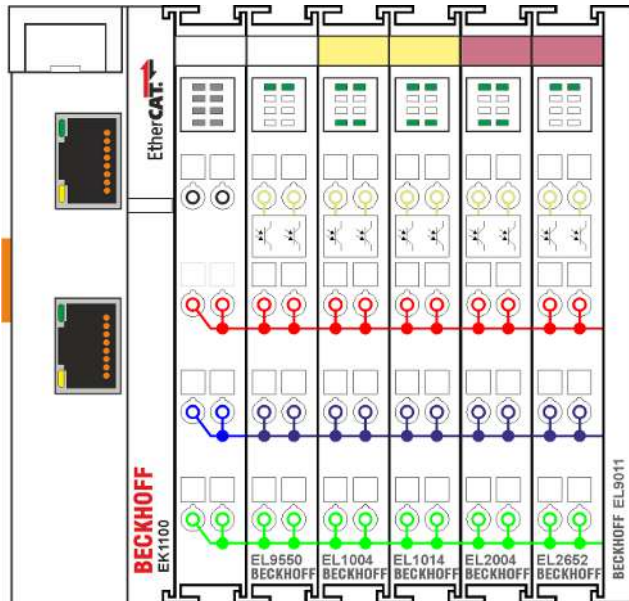 EtherCAT.
BECKHOFF
EK1100
EL9550
BECKHOFF
EL1004
BECKHOFF
EL1014
BECKHOFF
EL2004
BECKHOFF
EL2652
BECKHOFF
BECKHOFF EL9011